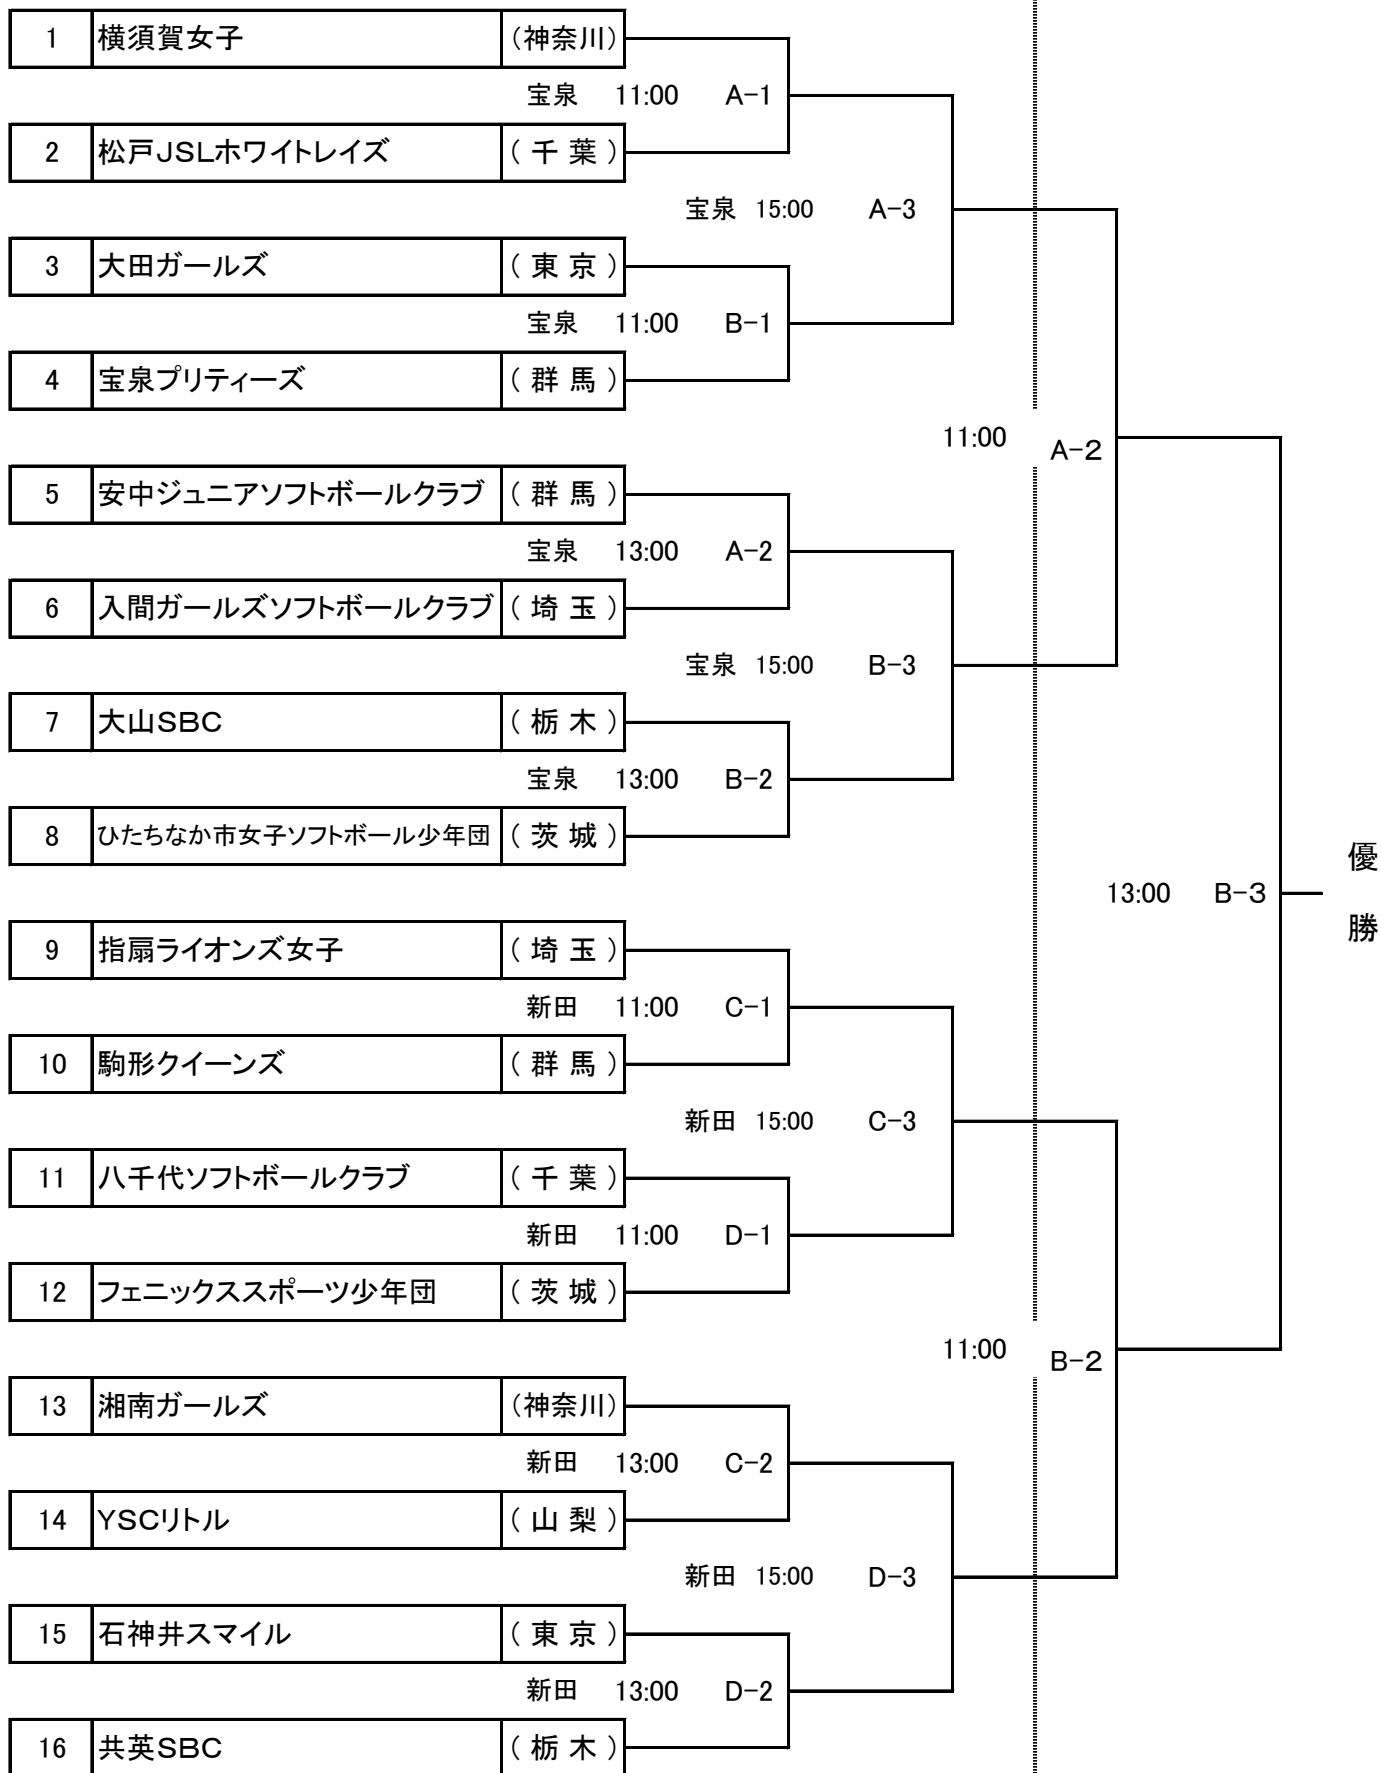 1 横須賀女子 (神奈川)
宝泉 11:00 A-1
2 松戸JSLホワイトレイズ (千葉)
宝泉 15:00 A-3
3 大田ガールズ (東京)
宝泉 11:00 B-1
4 宝泉プリティーズ (群馬)
11:00 A-2
5 安中ジュニアソフトボールクラブ (群馬)
宝泉 13:00 A-2
6 入間ガールズソフトボールクラブ (埼玉)
宝泉 15:00 B-3
7 大山SBC (栃木)
宝泉 13:00 B-2
8 ひたちなか市女子ソフトボール少年団 (茨城)
13:00 B-3
優勝
9 指扇ライオンズ女子 (埼玉)
新田 11:00 C-1
10 駒形クイーンズ (群馬)
新田 15:00 C-3
11 八千代ソフトボールクラブ (千葉)
新田 11:00 D-1
12 フェニックススポーツ少年団 (茨城)
11:00 B-2
13 湘南ガールズ (神奈川)
新田 13:00 C-2
14 YSCリトル (山梨)
新田 15:00 D-3
15 石神井スマイル (東京)
新田 13:00 D-2
16 共英SBC (栃木)